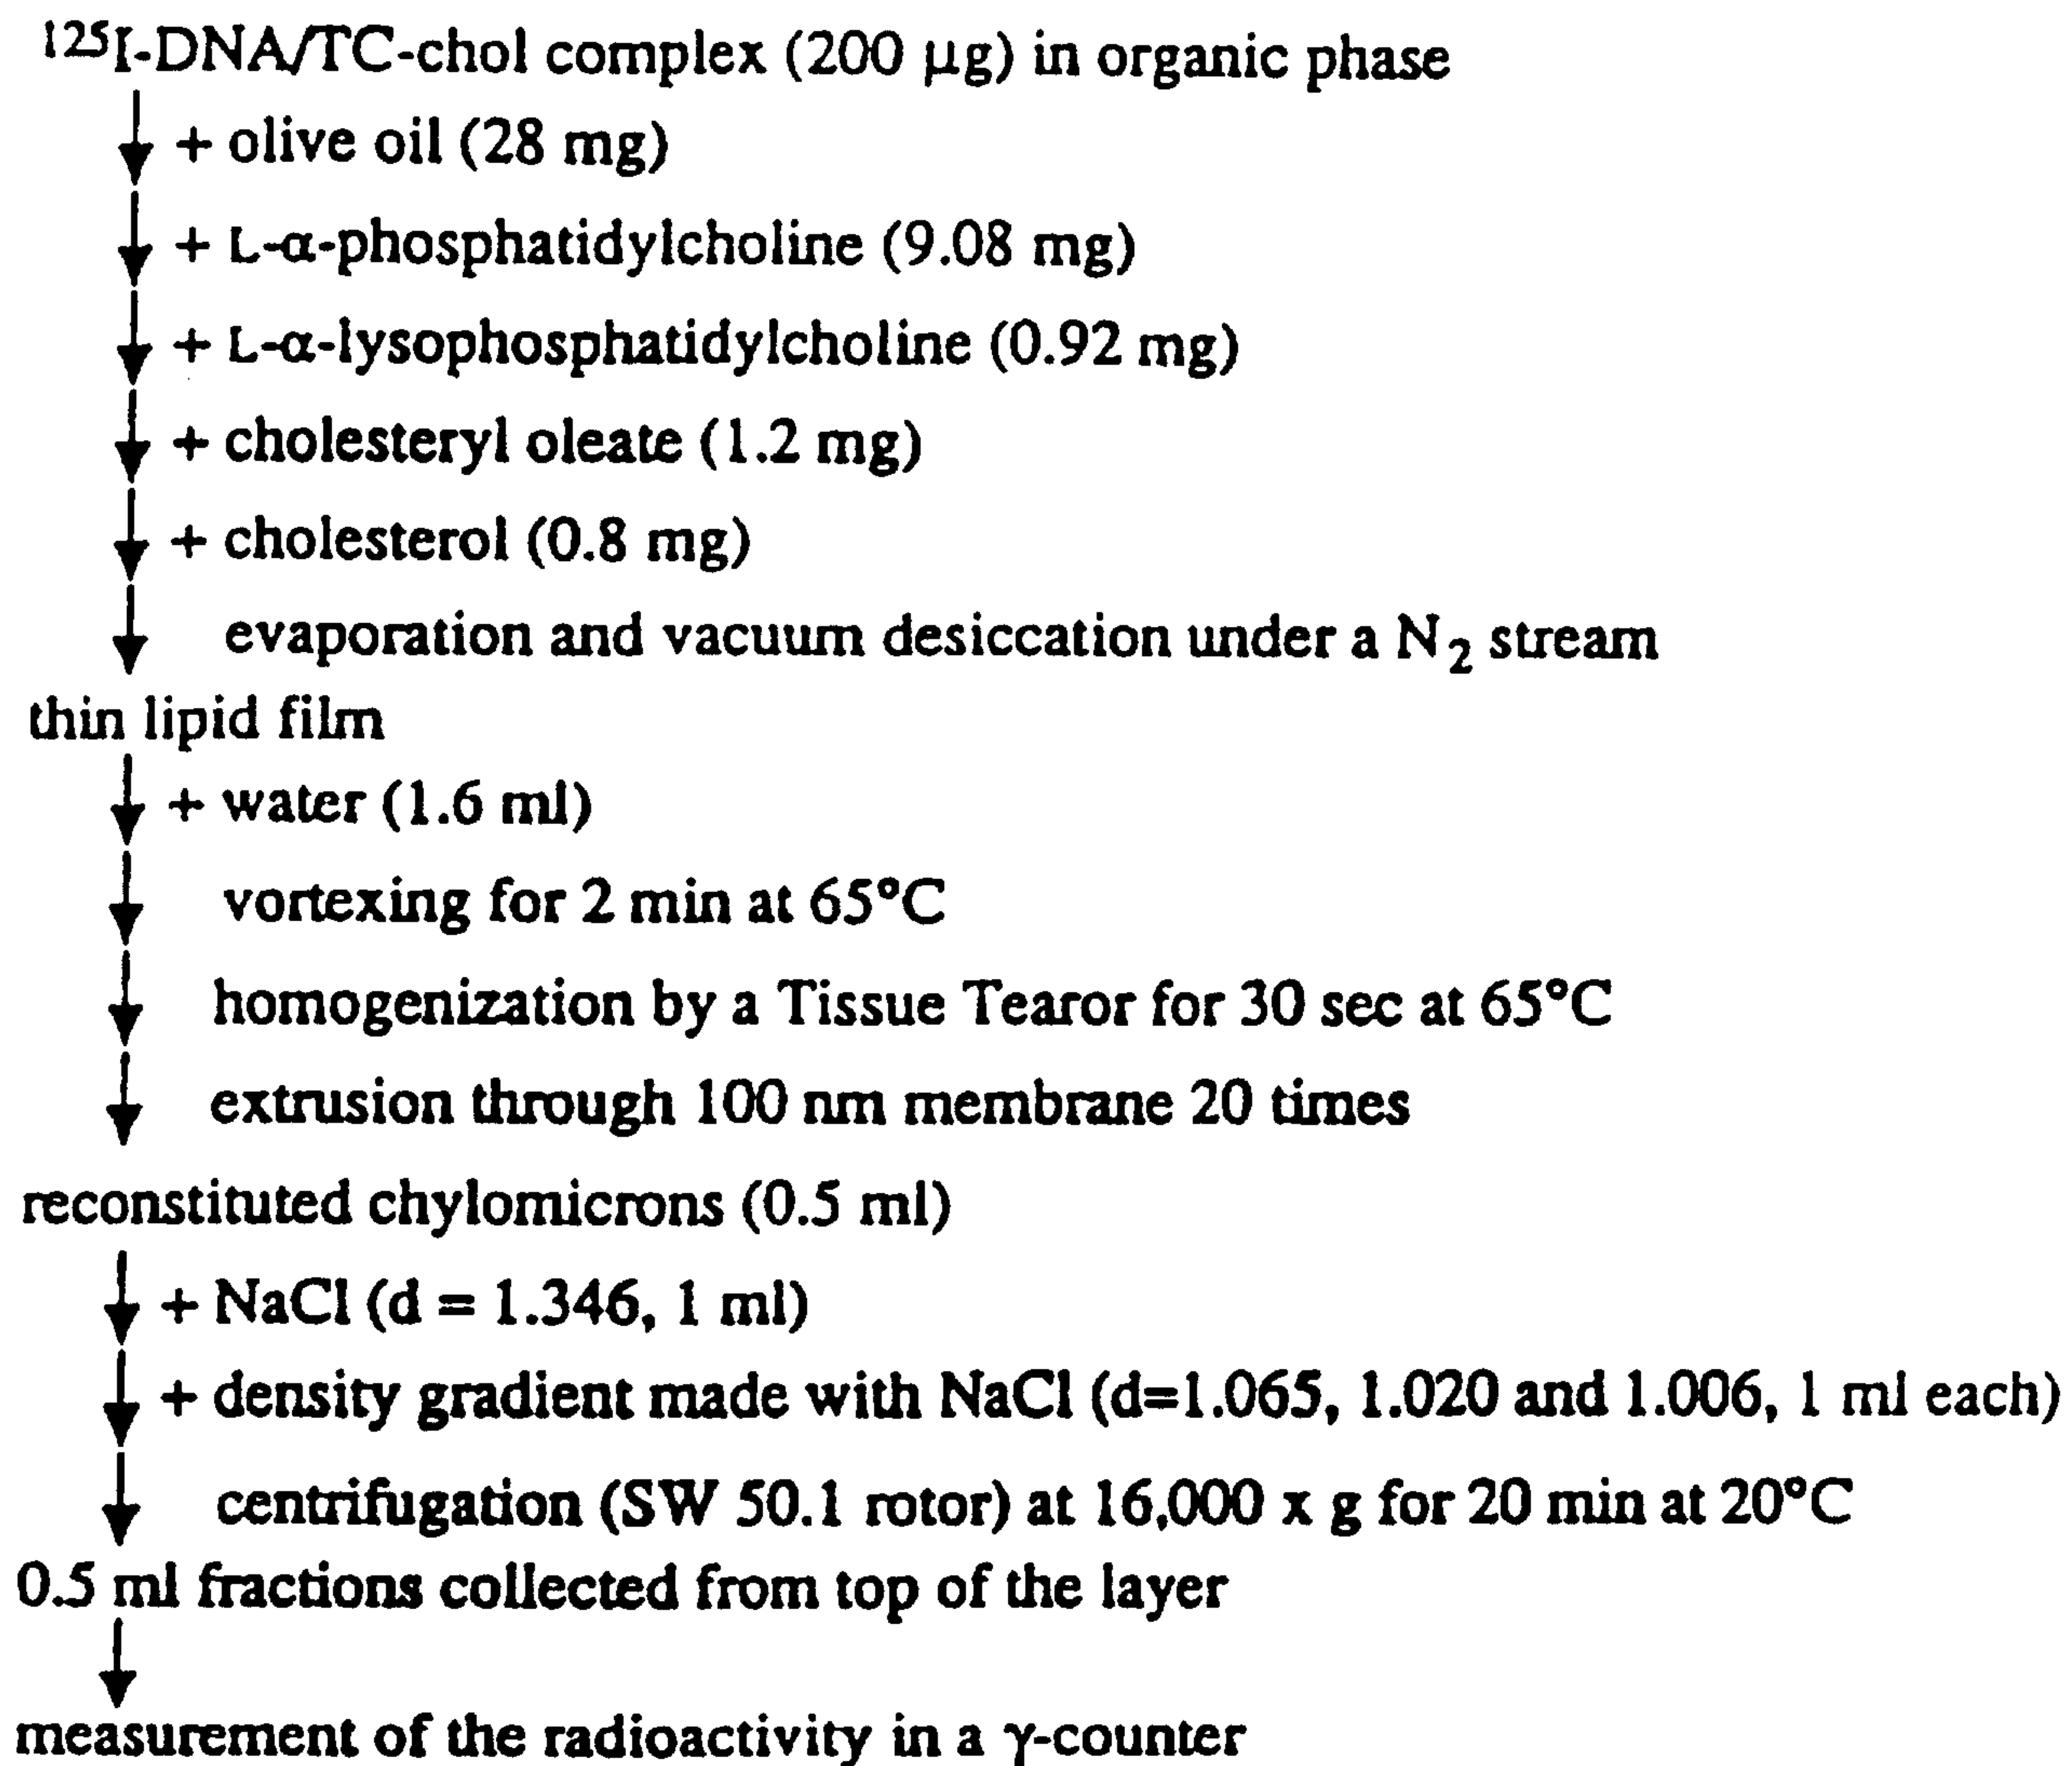 ¹²⁵I-DNA/TC-chol complex (200 µg) in organic phase
+ olive oil (28 mg)
+ L-α-phosphatidylcholine (9.08 mg)
+ L-α-lysophosphatidylcholine (0.92 mg)
+ cholesteryl oleate (1.2 mg)
+ cholesterol (0.8 mg)
evaporation and vacuum desiccation under a N₂ stream
thin lipid film
+ water (1.6 ml)
vortexing for 2 min at 65°C
homogenization by a Tissue Tearor for 30 sec at 65°C
extrusion through 100 nm membrane 20 times
reconstituted chylomicrons (0.5 ml)
+ NaCl (d = 1.346, 1 ml)
+ density gradient made with NaCl (d=1.065, 1.020 and 1.006, 1 ml each)
centrifugation (SW 50.1 rotor) at 16,000 x g for 20 min at 20°C
0.5 ml fractions collected from top of the layer
measurement of the radioactivity in a γ-counter